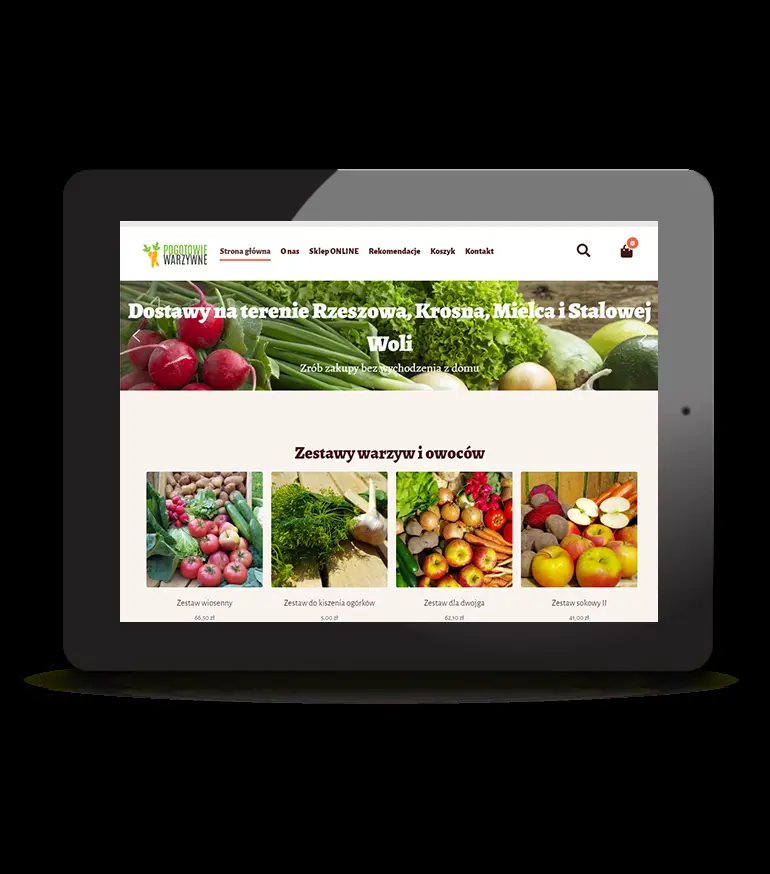 POGOTOWIE
WARZYWNE
Strona główna O nas Sklep ONLINE Rekomendacje Koszyk Kontakt
0
Dostawy na terenie Rzeszowa, Krosna, Mielca i Stalowej
Woli
Zrób zakupy bez wychodzenia z domu
Zestawy warzyw i owoców
Zestaw wiosenny Zestaw do kiszenia ogórków Zestaw dla dwojga Zestaw sokowy II
66,50 zł 5,00 zł 62,10 zł 41,00 zł